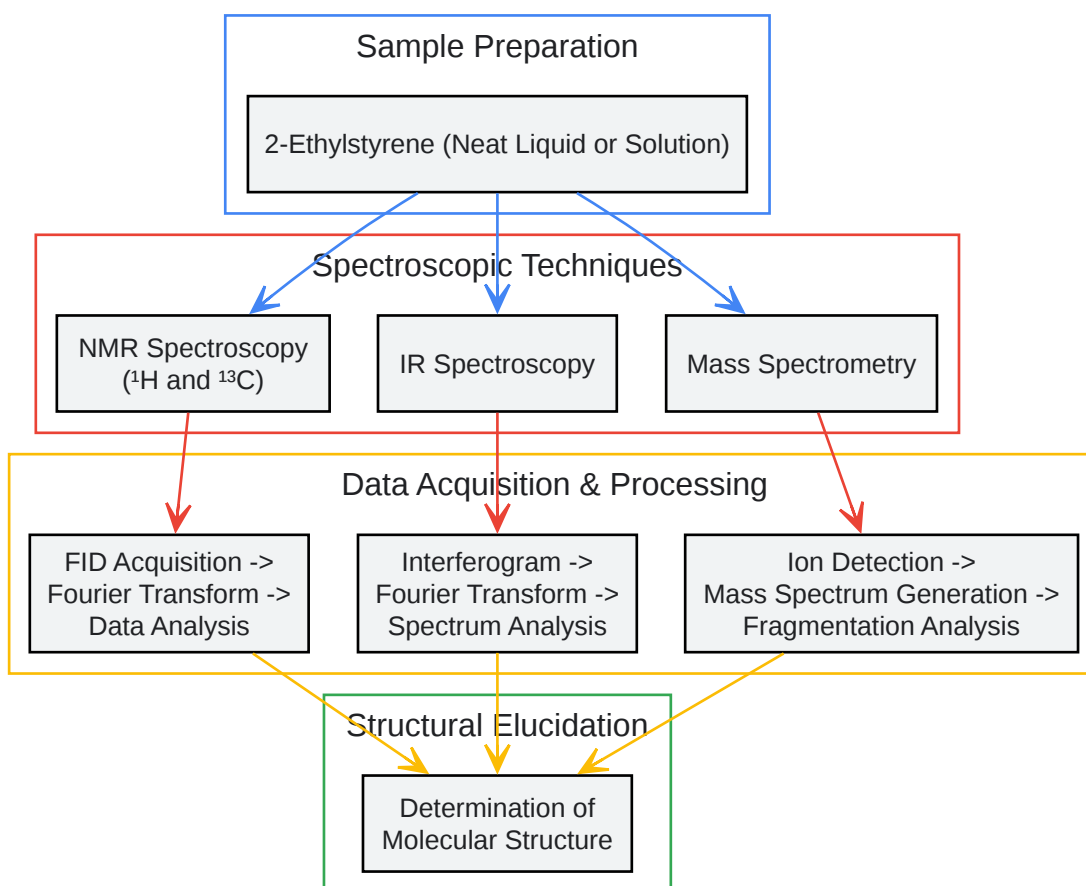 Sample Preparation
2-Ethylstyrene (Neat Liquid or Solution)
Spectroscopic Techniques
NMR Spectroscopy
(¹H and ¹³C)
IR Spectroscopy
Mass Spectrometry
Data Acquisition & Processing
FID Acquisition ->
Fourier Transform ->
Data Analysis
Interferogram ->
Fourier Transform ->
Spectrum Analysis
Ion Detection ->
Mass Spectrum Generation ->
Fragmentation Analysis
Structural Elucidation
Determination of
Molecular Structure